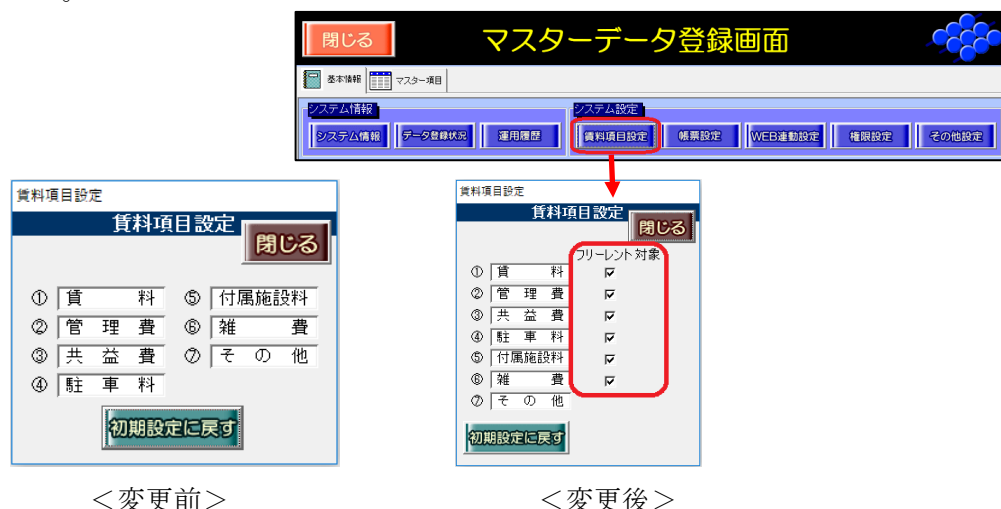 。
閉じる マスターデータ登録画面
基本情報 マスター項目
システム情報 システム設定
システム情報 データ登録状況 運用履歴 賃料項目設定 帳票設定 WEB連動設定 権限設定 その他設定
賃料項目設定
賃料項目設定
閉じる
① 賃料 ⑤ 付属施設料
② 管理費 ⑥ 雑費
③ 共益費 ⑦ その他
④ 駐車料
初期設定に戻す
<変更前>
賃料項目設定
賃料項目設定
閉じる
フリーレント対象
① 賃料
② 管理費
③ 共益費
④ 駐車料
⑤ 付属施設料
⑥ 雑費
⑦ その他
初期設定に戻す
<変更後>